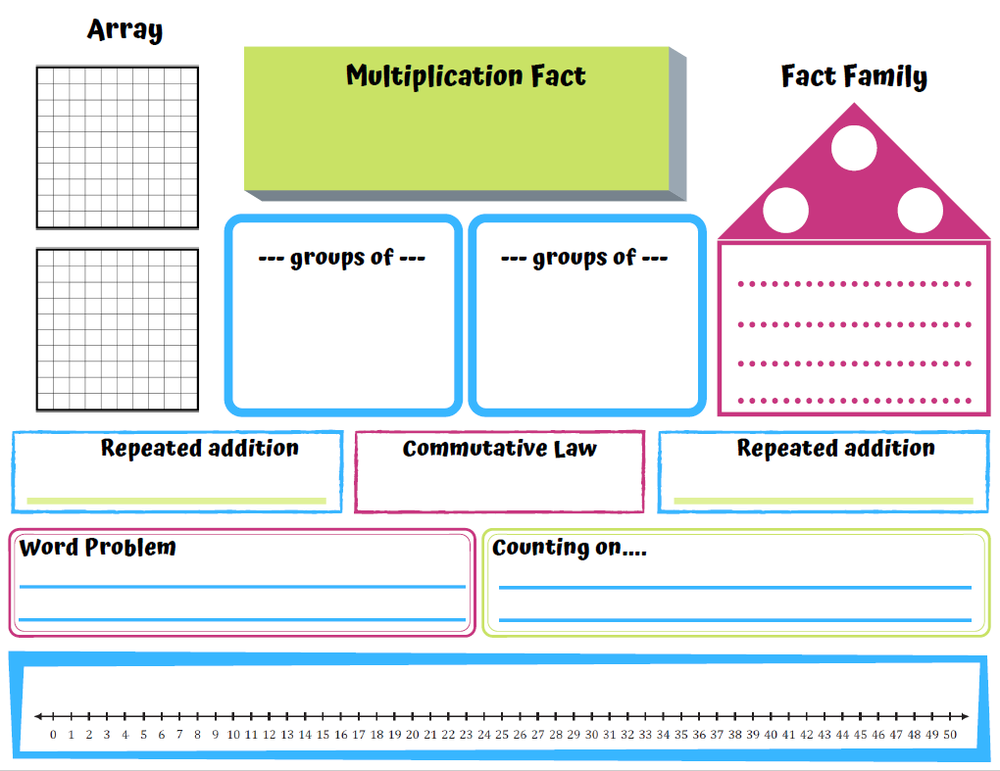 Array
Multiplication Fact
Fact Family
--- groups of ---
--- groups of ---
Repeated addition
Commutative Law
Repeated addition
Word Problem
Counting on....
0 1 2 3 4 5 6 7 8 9 10 11 12 13 14 15 16 17 18 19 20 21 22 23 24 25 26 27 28 29 30 31 32 33 34 35 36 37 38 39 40 41 42 43 44 45 46 47 48 49 50